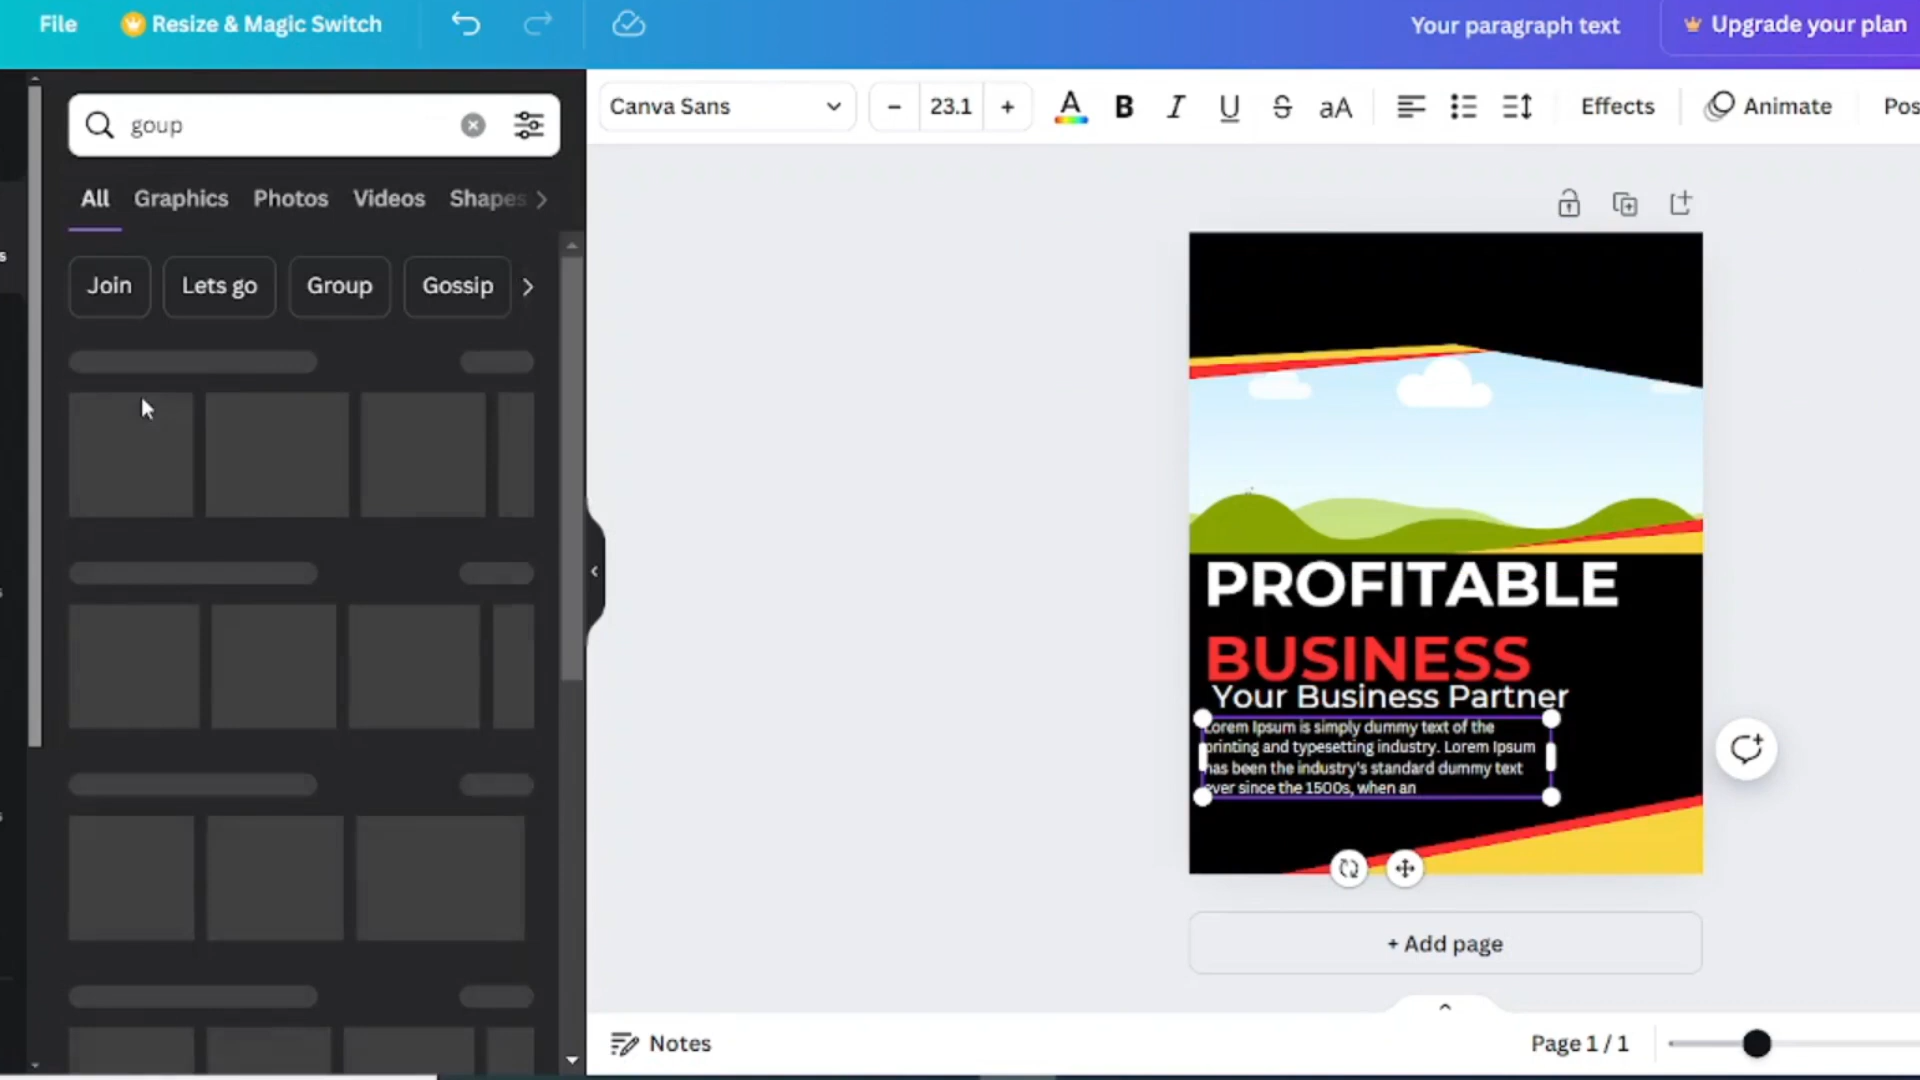 File
Resize & Magic Switch
Your paragraph text
Upgrade your plan
goup
Canva Sans
23.1
A B I U S aA
Effects
Animate
Pos
All Graphics Photos Videos Shapes
Join Lets go Group Gossip
PROFITABLE
BUSINESS
Your Business Partner
Lorem Ipsum is simply dummy text of the
printing and typesetting industry. Lorem Ipsum
has been the industry's standard dummy text
ever since the 1500s, when an
+ Add page
Notes
Page 1 / 1